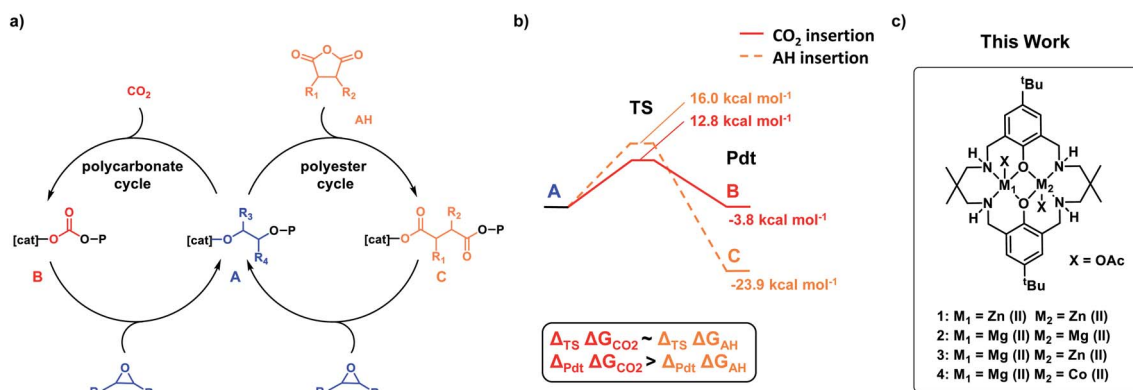 a)
CO2
polycarbonate
cycle
O O O
R1 R2
AH
polyester
cycle
[cat] O O O–P
B
[cat] O R3 O–P
R4
A
[cat] O O R2 O–P
R1 O
C
O
O
b)
CO2 insertion
AH insertion
TS
16.0 kcal mol-1
12.8 kcal mol-1
Pdt
A
B
-3.8 kcal mol-1
C
-23.9 kcal mol-1
ΔTS ΔGCO2 ~ ΔTS ΔGAH
ΔPdt ΔGCO2 > ΔPdt ΔGAH
c)
This Work
tBu
H N X O N H
M1 M2
H N O X N H
X = OAc
tBu
1: M1 = Zn (II) M2 = Zn (II)
2: M1 = Mg (II) M2 = Mg (II)
3: M1 = Mg (II) M2 = Zn (II)
4: M1 = Mg (II) M2 = Co (II)